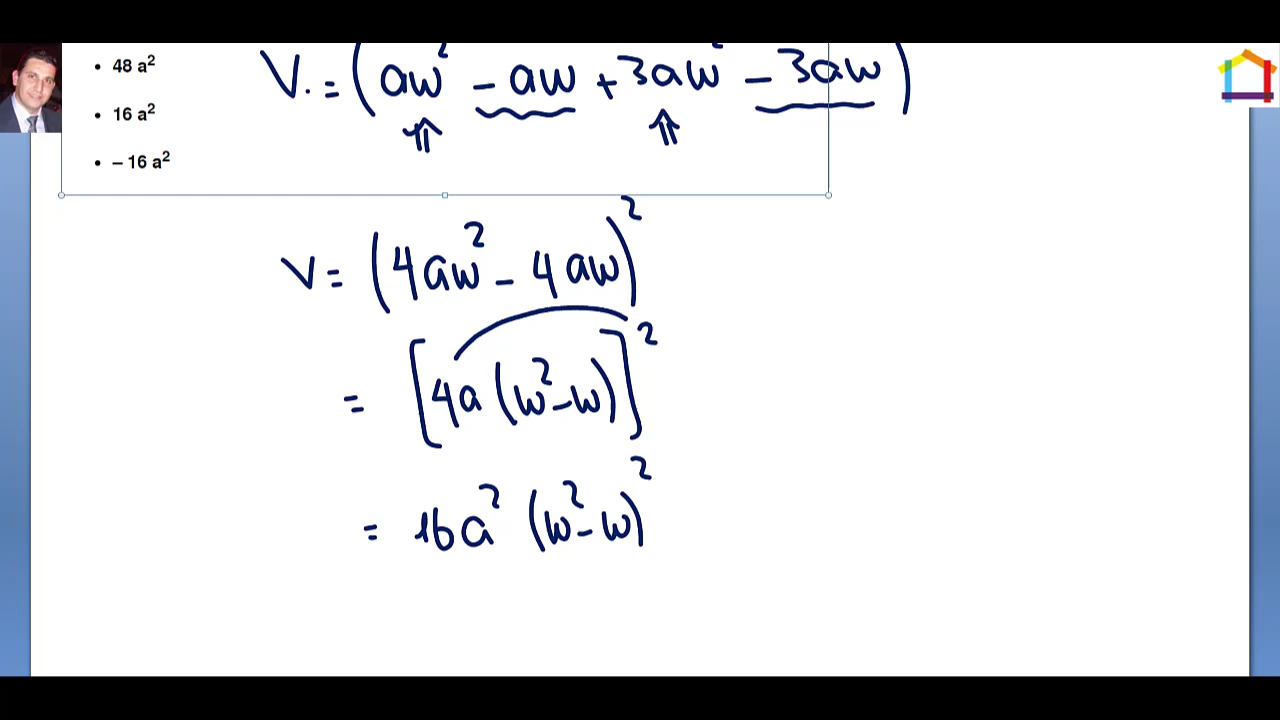 • 48 a²
V. = (aw² - aw + 3aw² - 3aw)
• 16 a²
• – 16 a²
V = (4aw² - 4aw)²
= [4a (w² - w)]²
= 16a² (w² - w)²